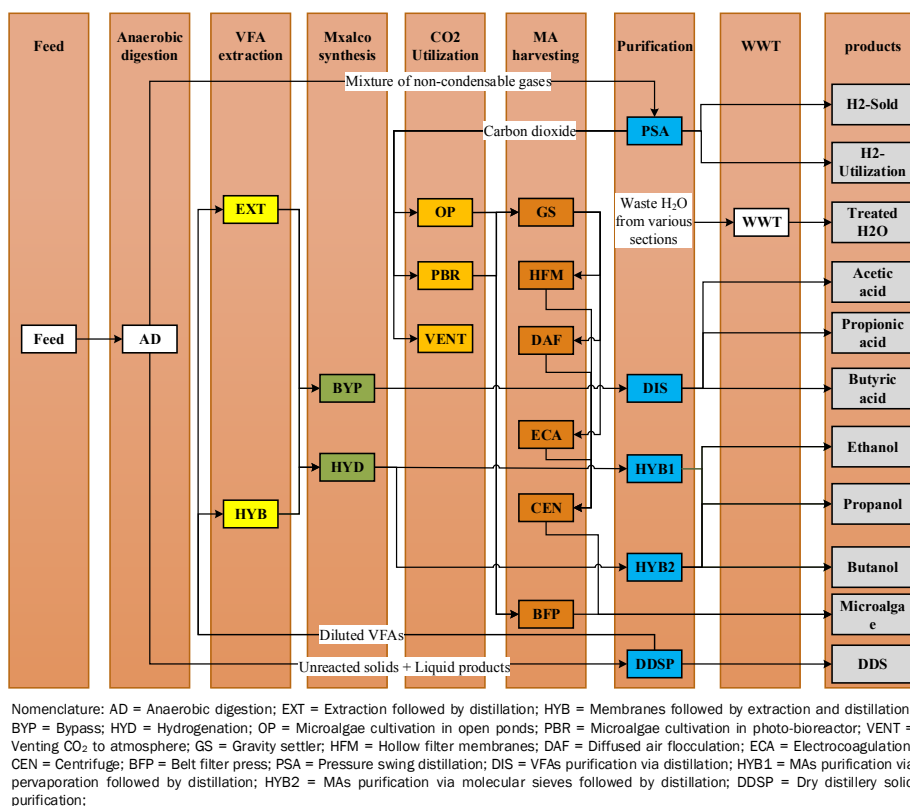 Feed
Anaerobic
digestion
VFA
extraction
Mxalco
synthesis
CO2
Utilization
MA
harvesting
Purification
WWT
products
Mixture of non-condensable gases
H2-Sold
Carbon dioxide
PSA
H2-
Utilization
EXT
OP
GS
Waste H₂O
from various
sections
WWT
Treated
H2O
PBR
HFM
Acetic
acid
Feed
AD
VENT
DAF
Propionic
acid
BYP
DIS
Butyric
acid
ECA
Ethanol
HYD
HYB1
HYB
CEN
Propanol
HYB2
Butanol
BFP
Microalga
e
Diluted VFAs
Unreacted solids + Liquid products
DDSP
DDS
Nomenclature: AD = Anaerobic digestion; EXT = Extraction followed by distillation; HYB = Membranes followed by extraction and distillation
BYP = Bypass; HYD = Hydrogenation; OP = Microalgae cultivation in open ponds; PBR = Microalgae cultivation in photo-bioreactor; VENT =
Venting CO₂ to atmosphere; GS = Gravity settler; HFM = Hollow filter membranes; DAF = Diffused air flocculation; ECA = Electrocoagulation
CEN = Centrifuge; BFP = Belt filter press; PSA = Pressure swing distillation; DIS = VFAs purification via distillation; HYB1 = MAs purification via
pervaporation followed by distillation; HYB2 = MAs purification via molecular sieves followed by distillation; DDSP = Dry distillery solid
purification;